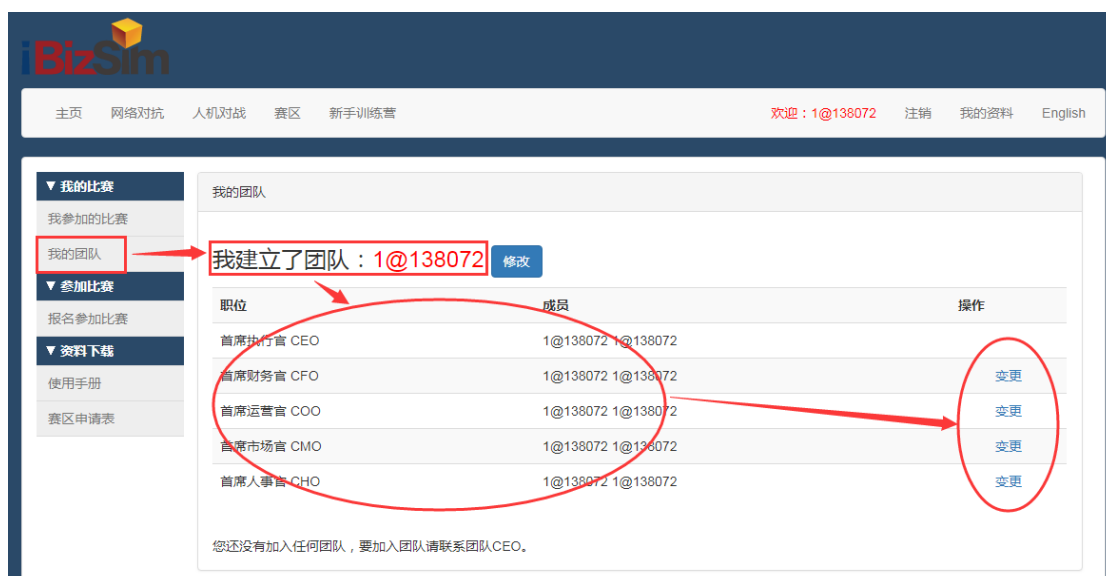 iBizSim
主页 网络对抗 人机对战 赛区 新手训练营 欢迎：1@138072 注销 我的资料 English
▼ 我的比赛
我参加的比赛
我的团队
▼ 参加比赛
报名参加比赛
▼ 资料下载
使用手册
赛区申请表
我的团队
我建立了团队：1@138072 修改
职位 成员 操作
首席执行官 CEO 1@138072 1@138072
首席财务官 CFO 1@138072 1@138072 变更
首席运营官 COO 1@138072 1@138072 变更
首席市场官 CMO 1@138072 1@138072 变更
首席人事官 CHO 1@138072 1@138072 变更
您还没有加入任何团队，要加入团队请联系团队CEO。